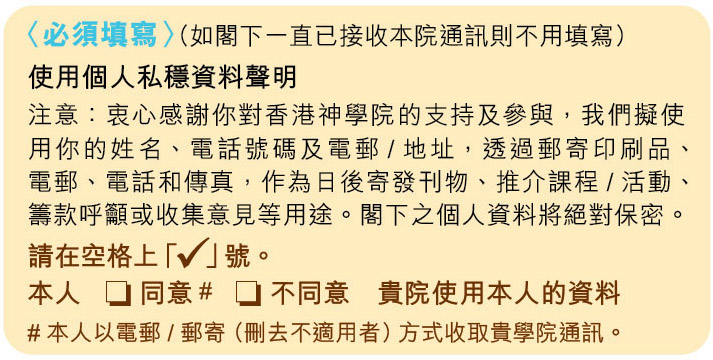 〈必須填寫〉（如閣下一直已接收本院通訊則不用填寫）
使用個人私穩資料聲明
注意：衷心感謝你對香港神學院的支持及參與，我們擬使
用你的姓名、電話號碼及電郵 / 地址，透過郵寄印刷品、
電郵、電話和傳真，作為日後寄發刊物、推介課程 / 活動、
籌款呼籲或收集意見等用途。閣下之個人資料將絕對保密。
請在空格上「✓」號。
本人 ❏ 同意# ❏ 不同意 貴院使用本人的資料
# 本人以電郵 / 郵寄（刪去不適用者）方式收取貴學院通訊。